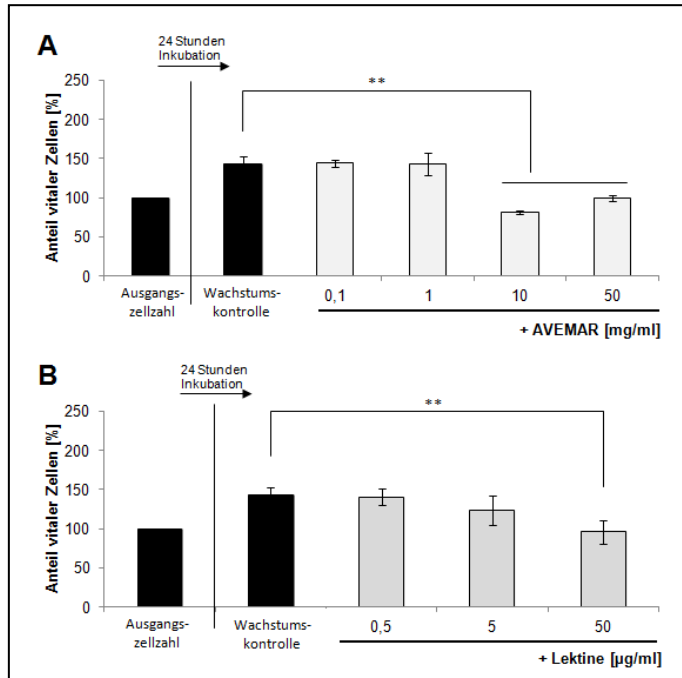 A
24 Stunden
Inkubation
**
Anteil vitaler Zellen [%]
250
200
150
100
50
0
Ausgangs-
zellzahl
Wachstums-
kontrolle
0,1 1 10 50
+ AVEMAR [mg/ml]
B
24 Stunden
Inkubation
**
Anteil vitaler Zellen [%]
250
200
150
100
50
0
Ausgangs-
zellzahl
Wachstums-
kontrolle
0,5 5 50
+ Lektine [µg/ml]